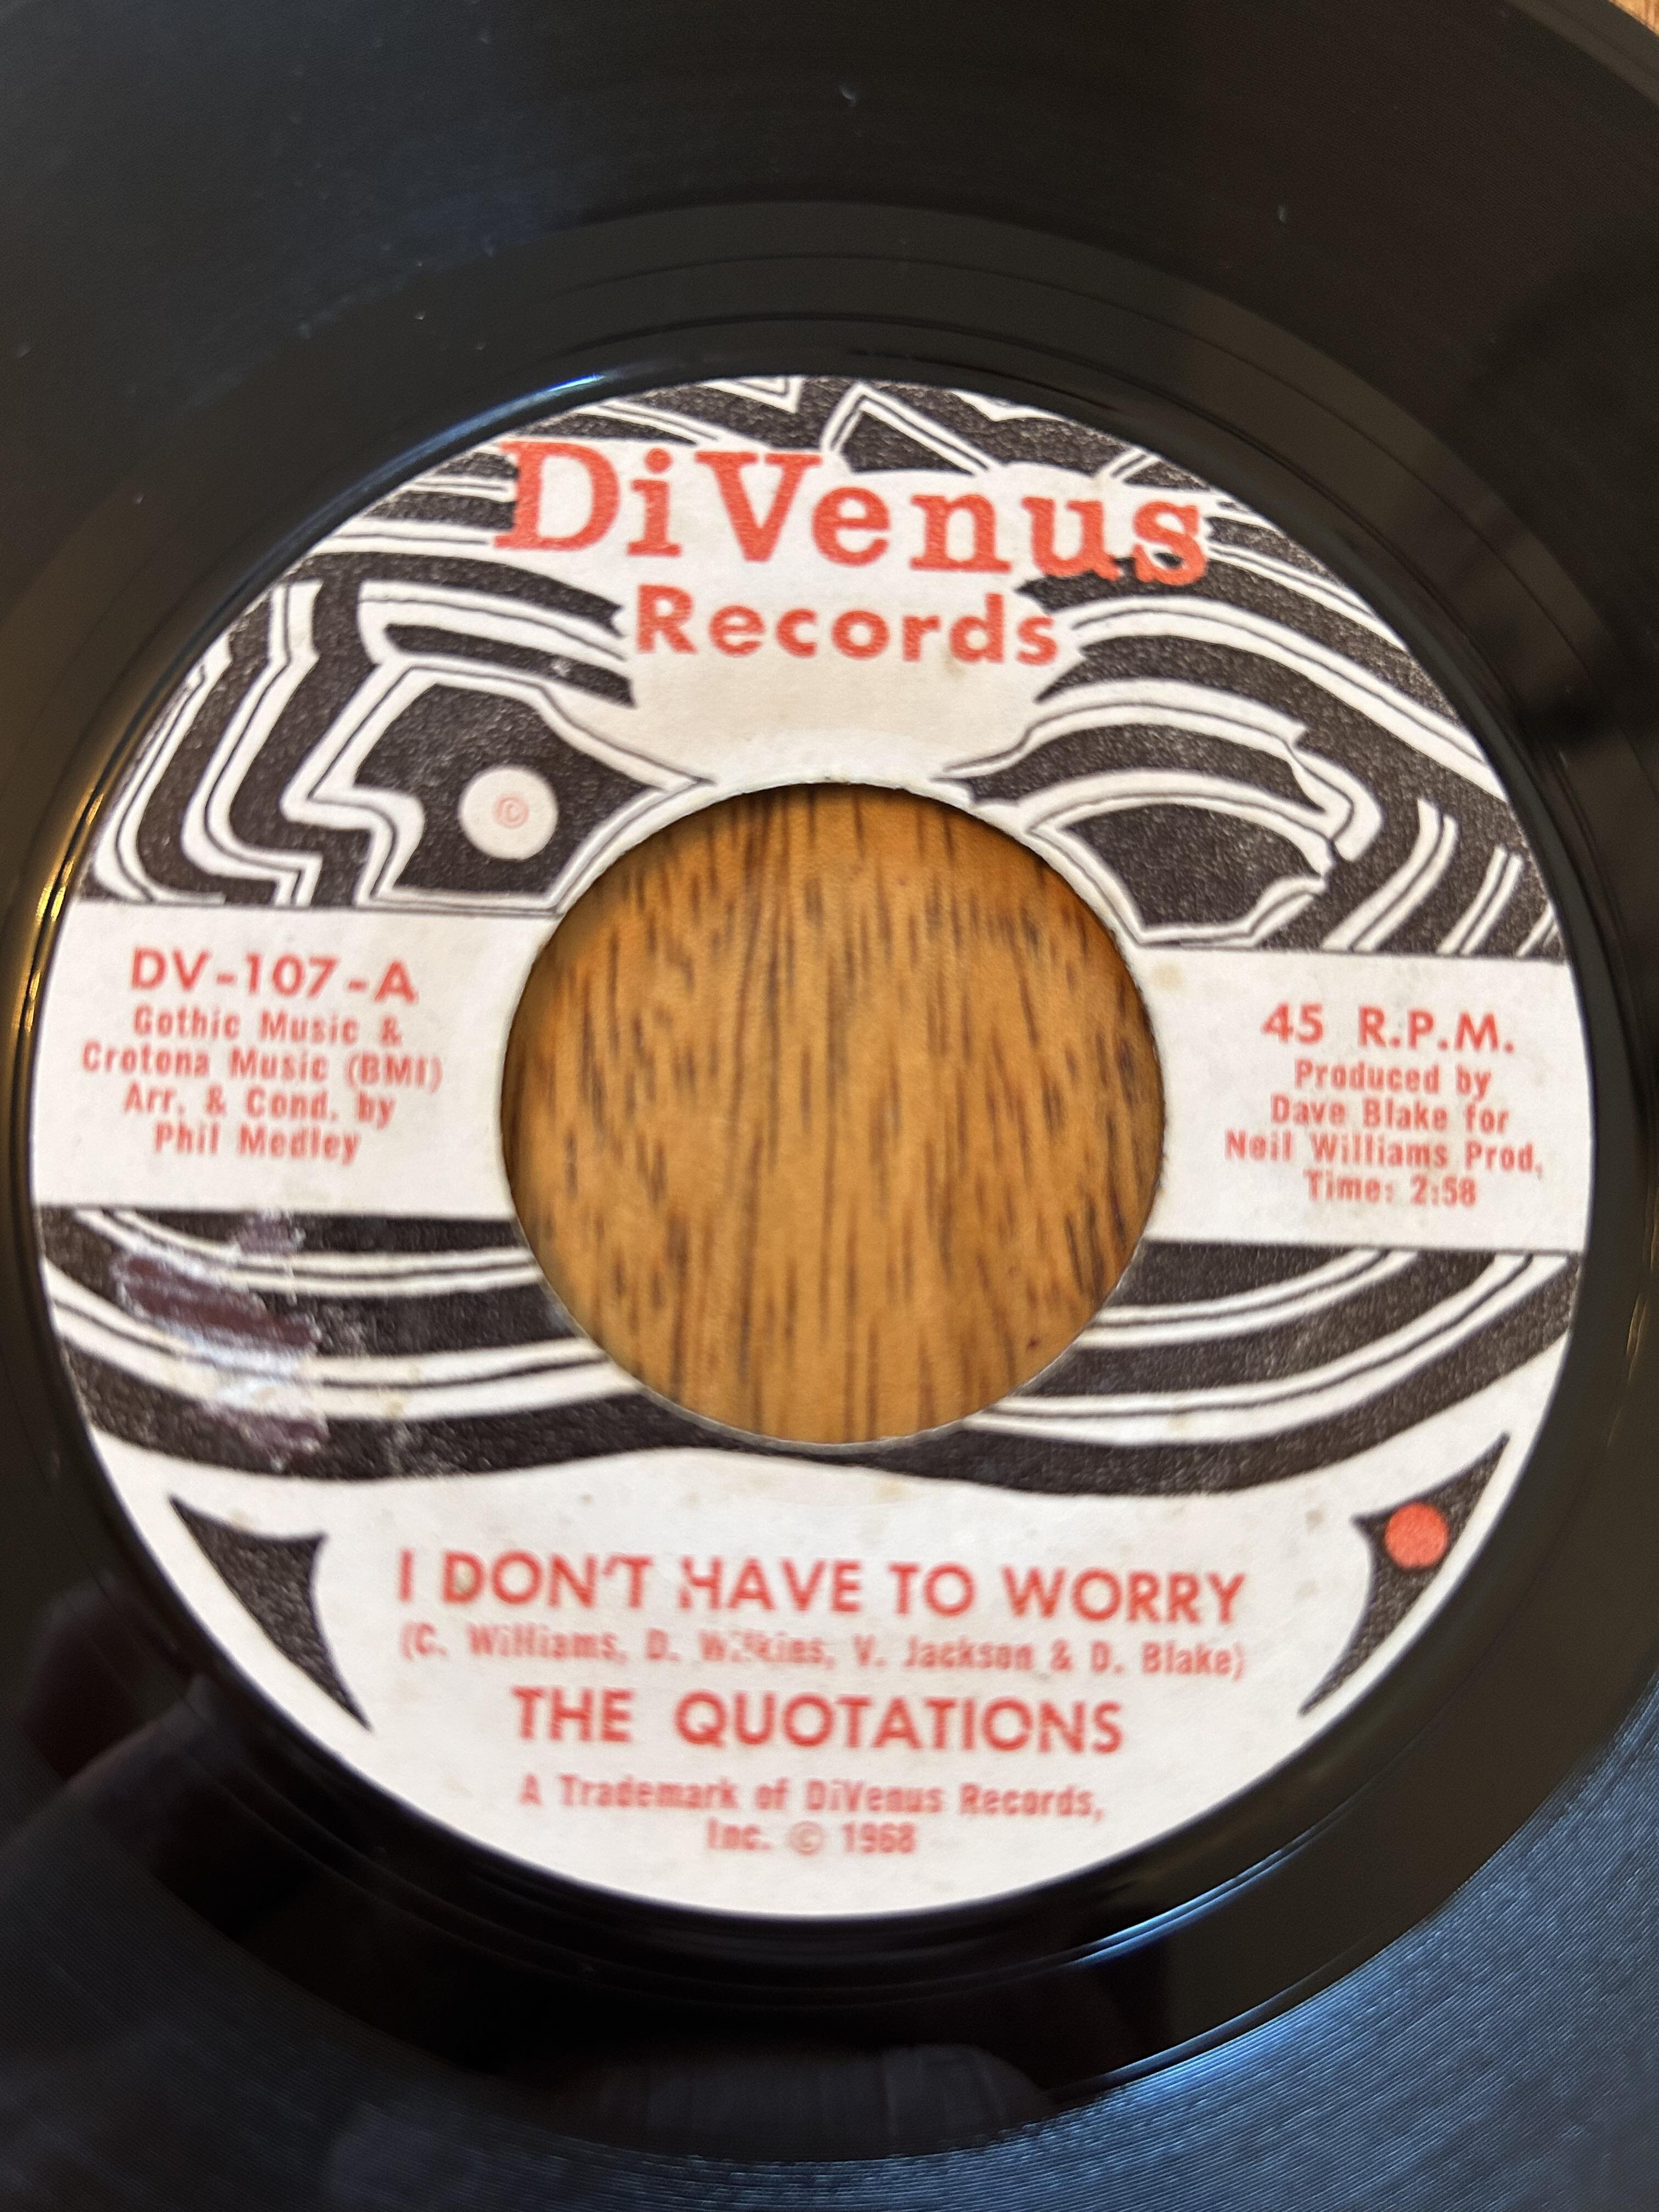 DiVenus
Records
©
DV-107-A
Gothic Music &
Crotona Music (BMI)
Arr. & Cond. by
Phil Medley
45 R.P.M.
Produced by
Dave Blake for
Neil Williams Prod.
Time: 2:58
I DON'T HAVE TO WORRY
(C. Williams, D. Wilkies, V. Jackson & D. Blake)
THE QUOTATIONS
A Trademark of DiVenus Records,
Inc. © 1968